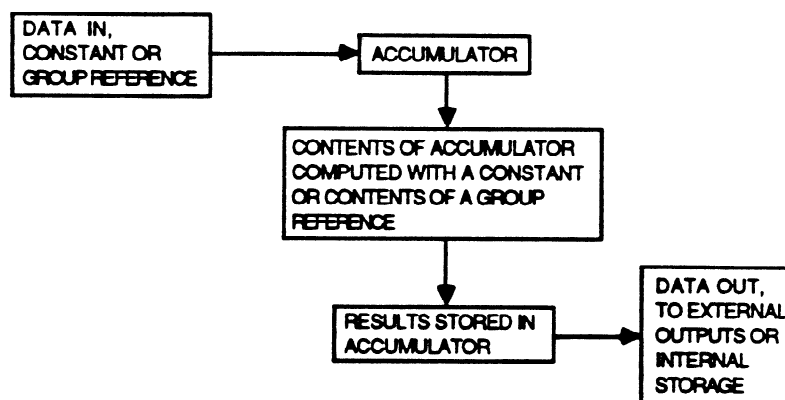 DATA IN,
CONSTANT OR
GROUP REFERENCE
ACCUMULATOR
CONTENTS OF ACCUMULATOR
COMPUTED WITH A CONSTANT
OR CONTENTS OF A GROUP
REFERENCE
RESULTS STORED IN
ACCUMULATOR
DATA OUT,
TO EXTERNAL
OUTPUTS OR
INTERNAL
STORAGE